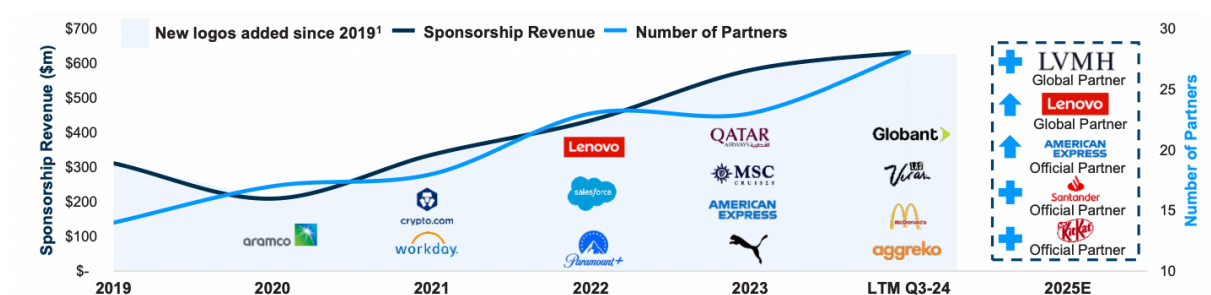 New logos added since 2019¹ Sponsorship Revenue Number of Partners
Sponsorship Revenue ($m)
$700
$600
$500
$400
$300
$200
$100
$-
aramco
crypto.com
workday.
Lenovo
salesforce
Paramount+
QATAR
AIRWAYS القطرية
MSC
CRUISES
AMERICAN
EXPRESS
Globant
Las
Vegas
McDonald's
aggreko
LVMH
Global Partner
Lenovo
Global Partner
AMERICAN
EXPRESS
Official Partner
Santander
Official Partner
KitKat
Official Partner
30
25
20
15
10
Number of Partners
2019 2020 2021 2022 2023 LTM Q3-24 2025E